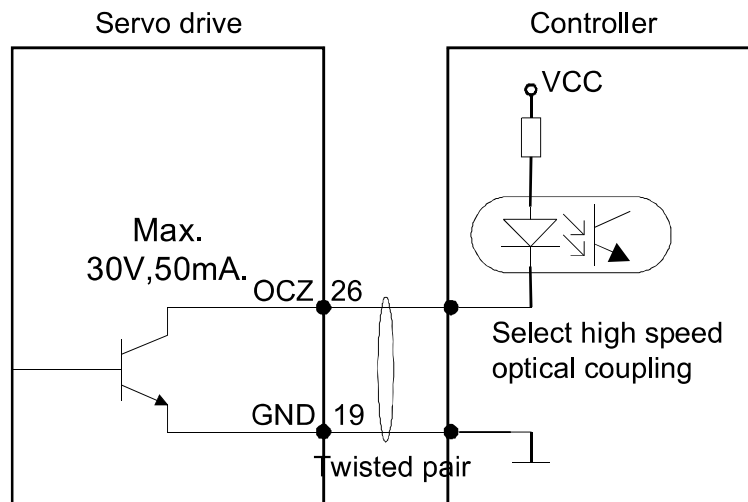 Servo drive
Controller
VCC
Max.
30V,50mA.
OCZ 26
Select high speed
optical coupling
GND 19
Twisted pair